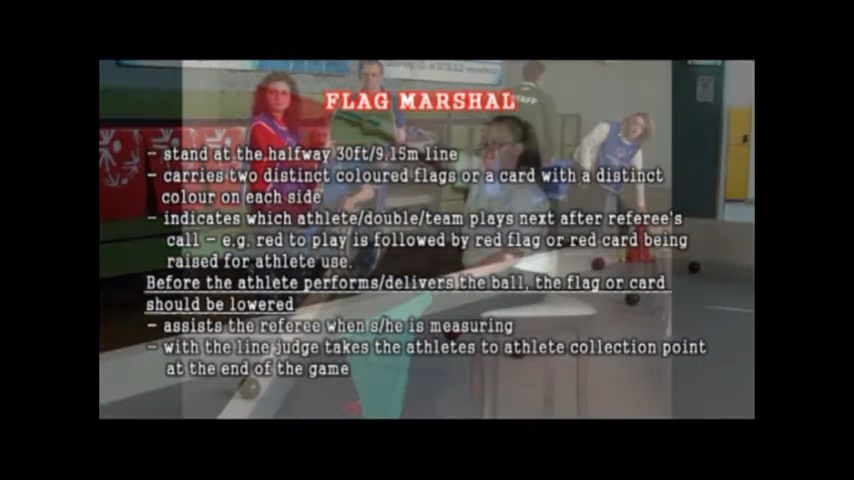 FLAG MARSHAL
- stand at the halfway 30ft/9.15m line
- carries two distinct coloured flags or a card with a distinct
colour on each side
- indicates which athlete/double/team plays next after referee's
call - e.g. red to play is followed by red flag or red card being
raised for athlete use.
Before the athlete performs/delivers the ball, the flag or card
should be lowered
- assists the referee when s/he is measuring
- with the line judge takes the athletes to athlete collection point
at the end of the game
STAFF